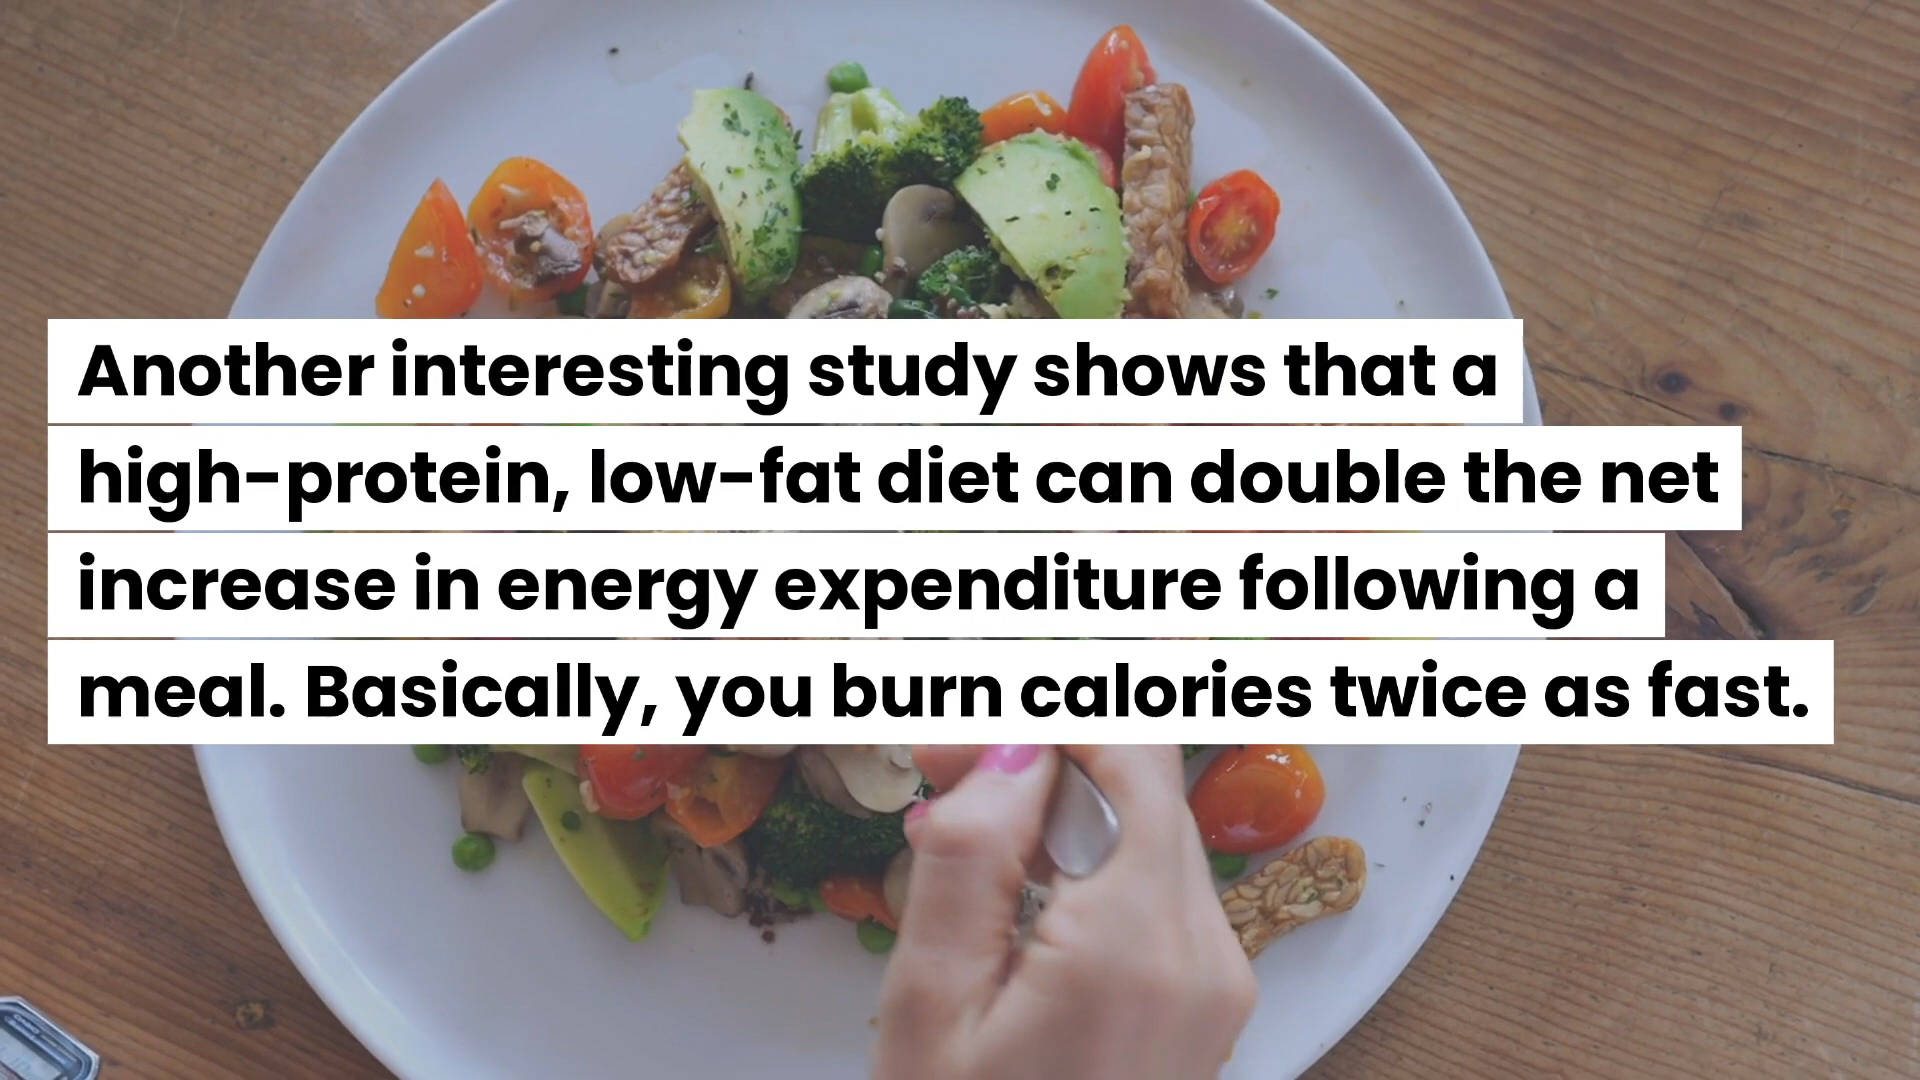 Another interesting study shows that a
high-protein, low-fat diet can double the net
increase in energy expenditure following a
meal. Basically, you burn calories twice as fast.